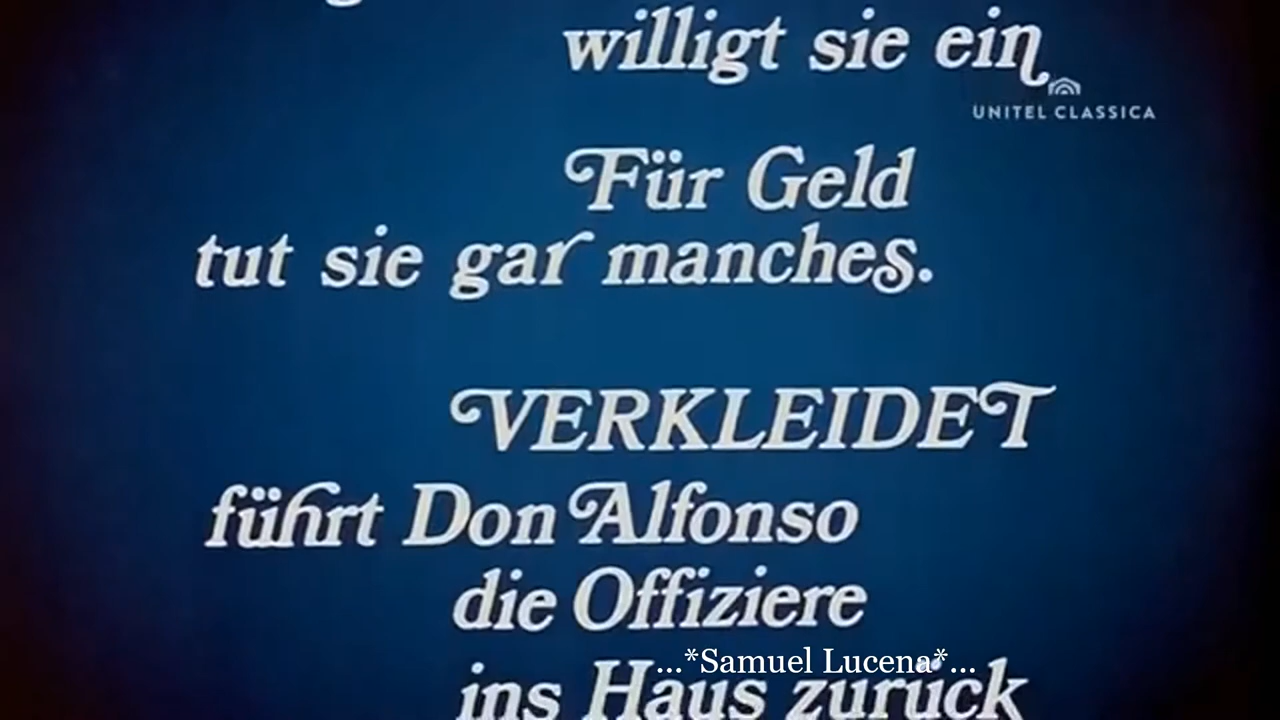 willigt sie ein
UNITEL CLASSICA
Für Geld
tut sie gar manches.
VERKLEIDET
führt Don Alfonso
die Offiziere
...*Samuel Lucena*...
ins Haus zurück